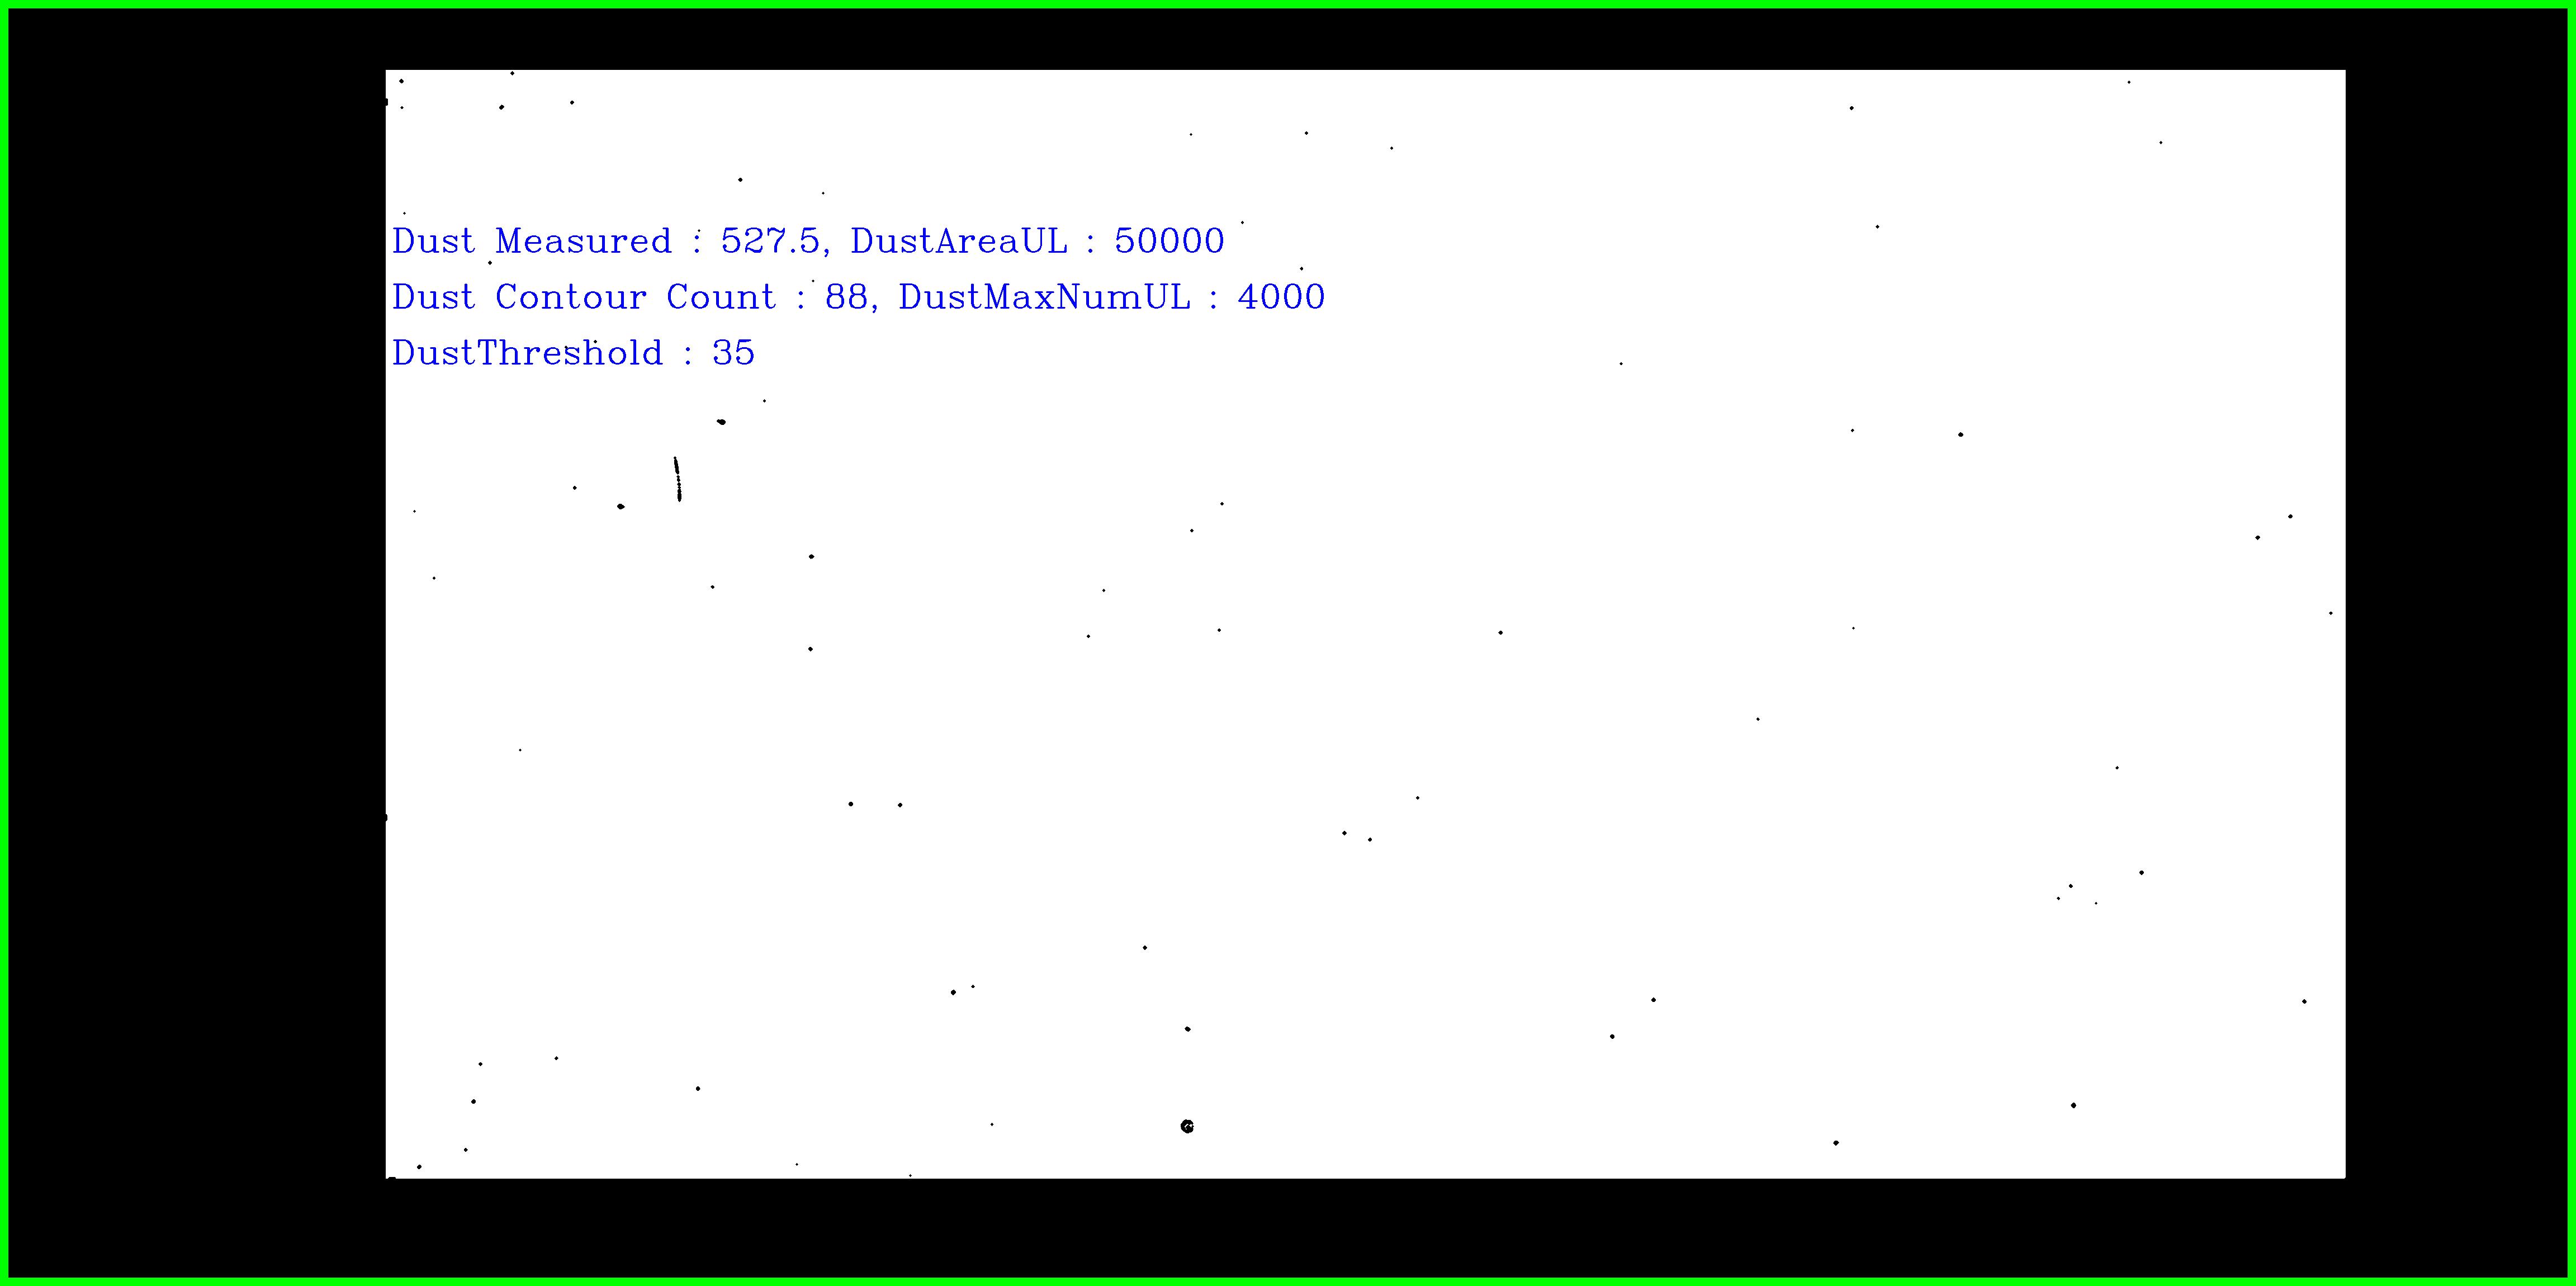 Dust Measured : 527.5, DustAreaUL : 50000
Dust Contour Count : 88, DustMaxNumUL : 4000
DustThreshold : 35